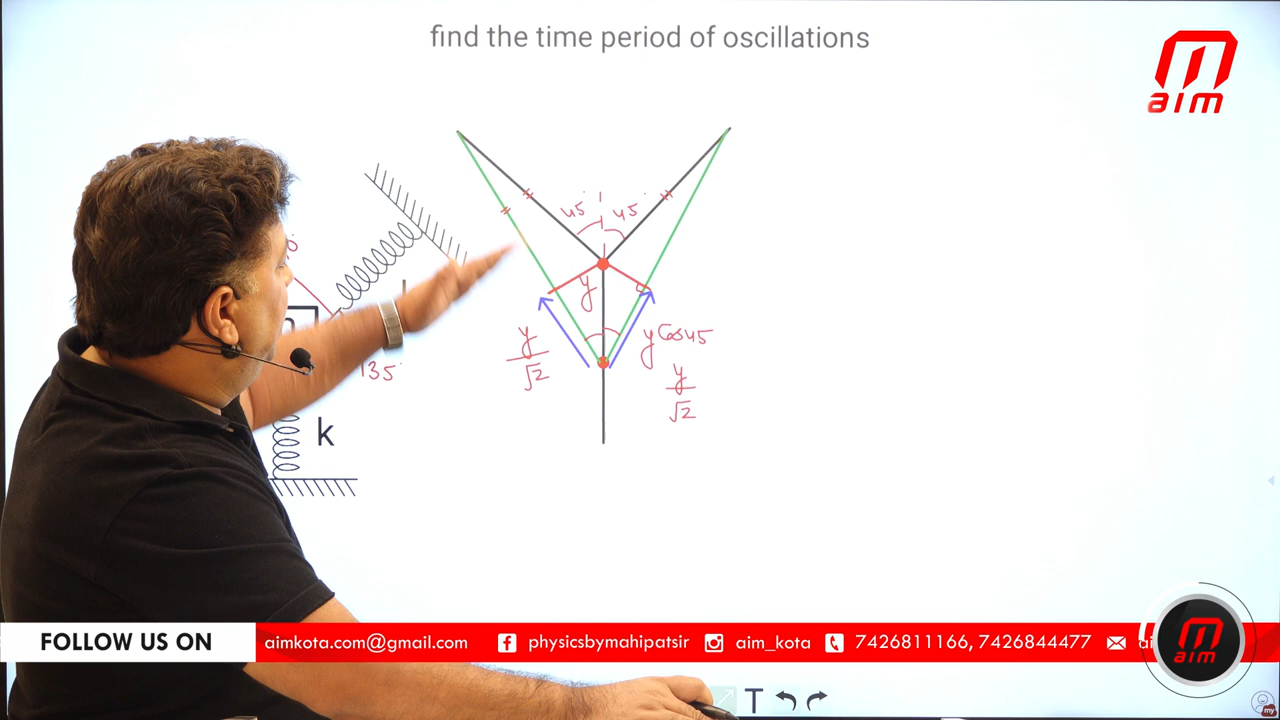 find the time period of oscillations
aim
45°
45°
y
135°
k
y
√2
y Cos45
y
√2
FOLLOW US ON
aimkota.com@gmail.com
physicsbymahipatsir
aim_kota
7426811166, 7426844477
aim
T
my